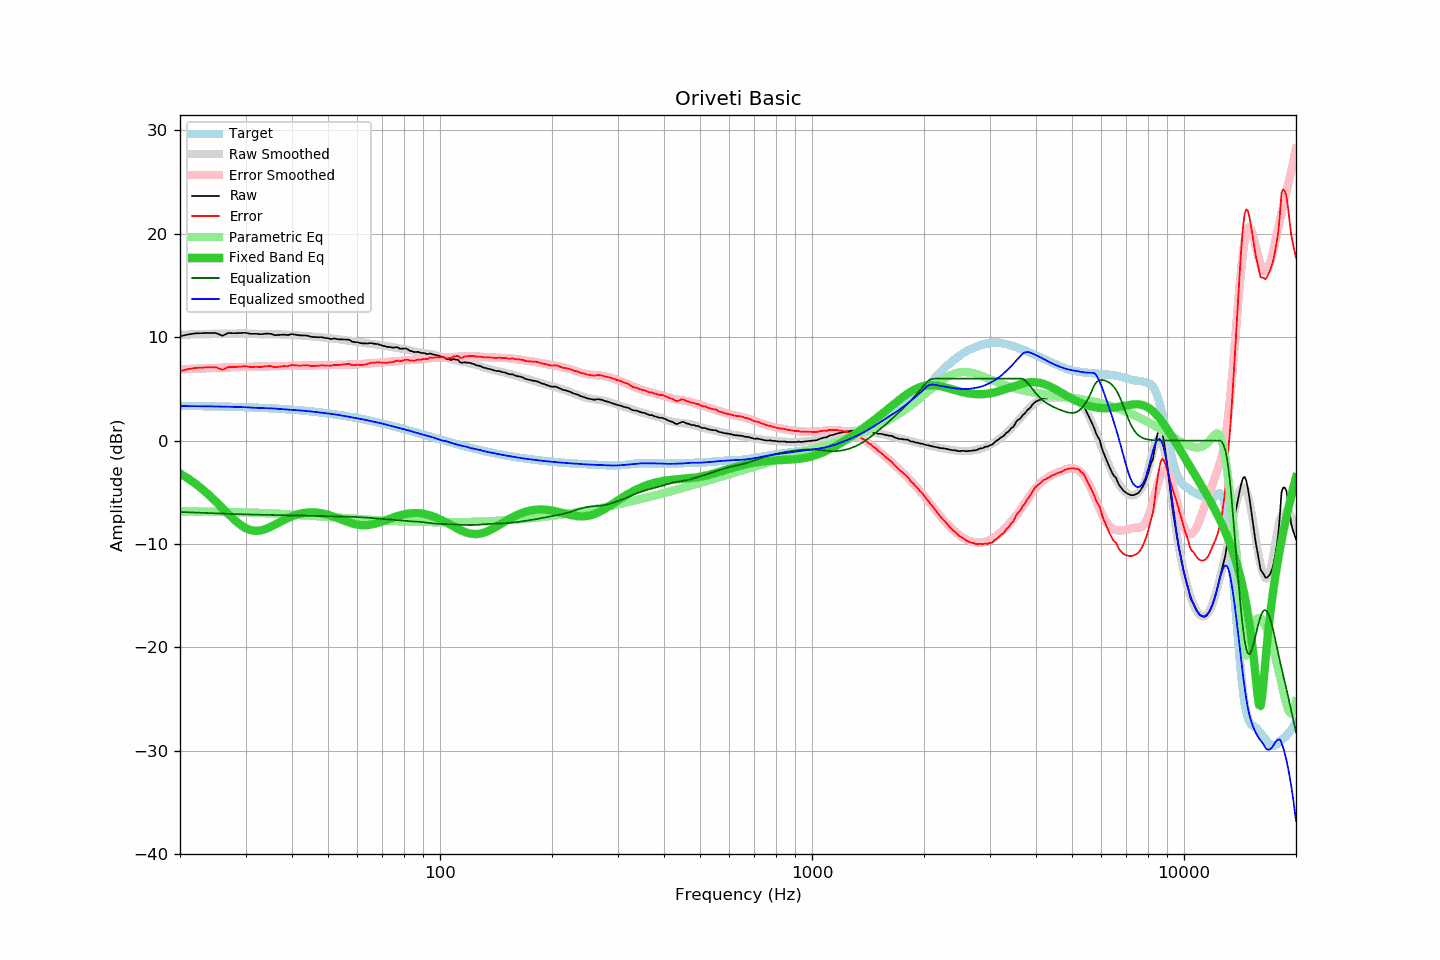 Oriveti Basic
Target
Raw Smoothed
Error Smoothed
Raw
Error
Parametric Eq
Fixed Band Eq
Equalization
Equalized smoothed
30
20
10
0
−10
−20
−30
−40
Amplitude (dBr)
100 1000 10000
Frequency (Hz)